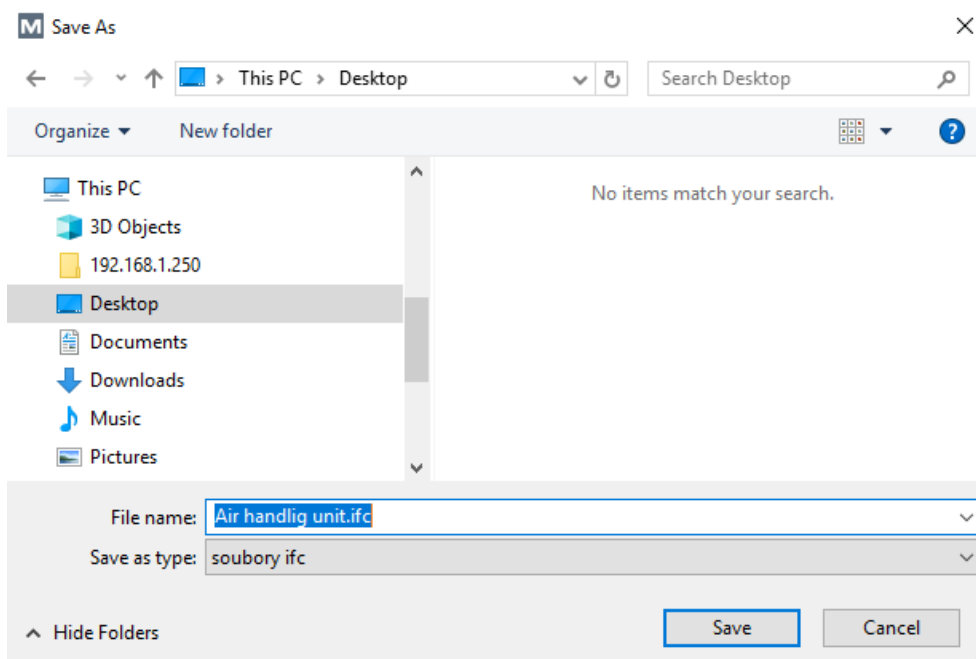 M Save As
This PC > Desktop
Search Desktop
Organize
New folder
?
This PC
3D Objects
192.168.1.250
Desktop
Documents
Downloads
Music
Pictures
No items match your search.
File name: Air handlig unit.ifc
Save as type: soubory ifc
Hide Folders
Save
Cancel